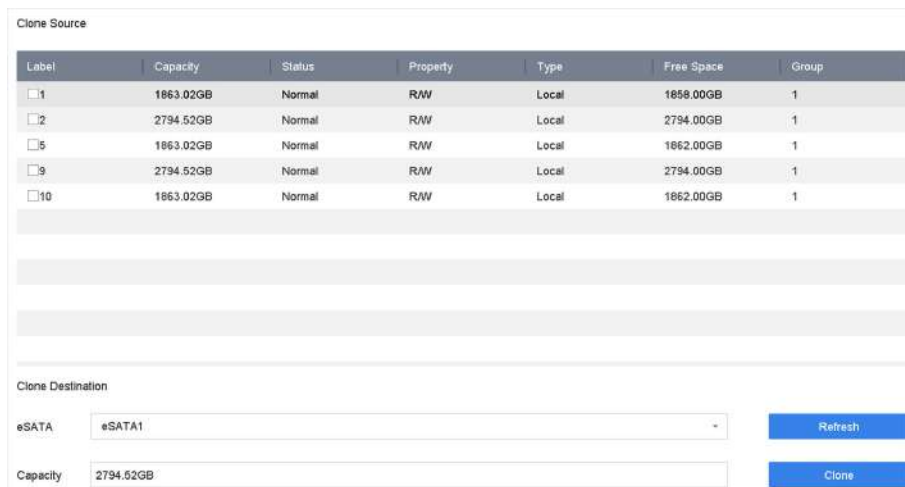 Clone Source
Label Capacity Status Property Type Free Space Group
1 1863.02GB Normal R/W Local 1858.00GB 1
2 2794.52GB Normal R/W Local 2794.00GB 1
5 1863.02GB Normal R/W Local 1862.00GB 1
9 2794.52GB Normal R/W Local 2794.00GB 1
10 1863.02GB Normal R/W Local 1862.00GB 1
Clone Destination
eSATA eSATA1 Refresh
Capacity 2794.52GB Clone